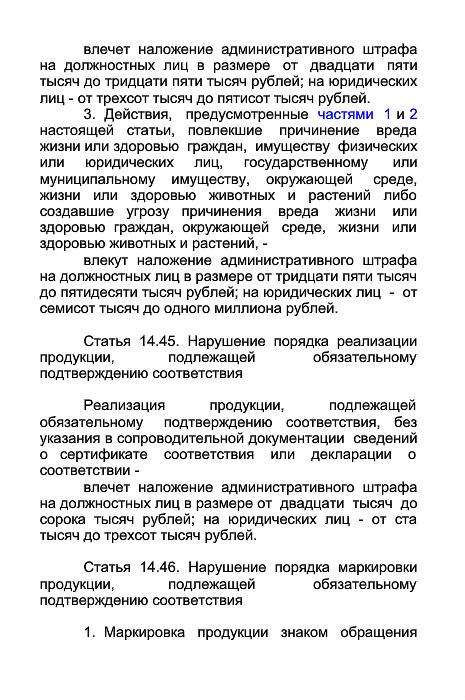 влечет наложение административного штрафа
на должностных лиц в размере от двадцати пяти
тысяч до тридцати пяти тысяч рублей; на юридических
лиц - от трехсот тысяч до пятисот тысяч рублей.
3. Действия, предусмотренные частями 1 и 2
настоящей статьи, повлекшие причинение вреда
жизни или здоровью граждан, имуществу физических
или юридических лиц, государственному или
муниципальному имуществу, окружающей среде,
жизни или здоровью животных и растений либо
создавшие угрозу причинения вреда жизни или
здоровью граждан, окружающей среде, жизни или
здоровью животных и растений, -
влекут наложение административного штрафа
на должностных лиц в размере от тридцати пяти тысяч
до пятидесяти тысяч рублей; на юридических лиц - от
семисот тысяч до одного миллиона рублей.
Статья 14.45. Нарушение порядка реализации
продукции, подлежащей обязательному
подтверждению соответствия
Реализация продукции, подлежащей
обязательному подтверждению соответствия, без
указания в сопроводительной документации сведений
о сертификате соответствия или декларации о
соответствии -
влечет наложение административного штрафа
на должностных лиц в размере от двадцати тысяч до
сорока тысяч рублей; на юридических лиц - от ста
тысяч до трехсот тысяч рублей.
Статья 14.46. Нарушение порядка маркировки
продукции, подлежащей обязательному
подтверждению соответствия
1. Маркировка продукции знаком обращения